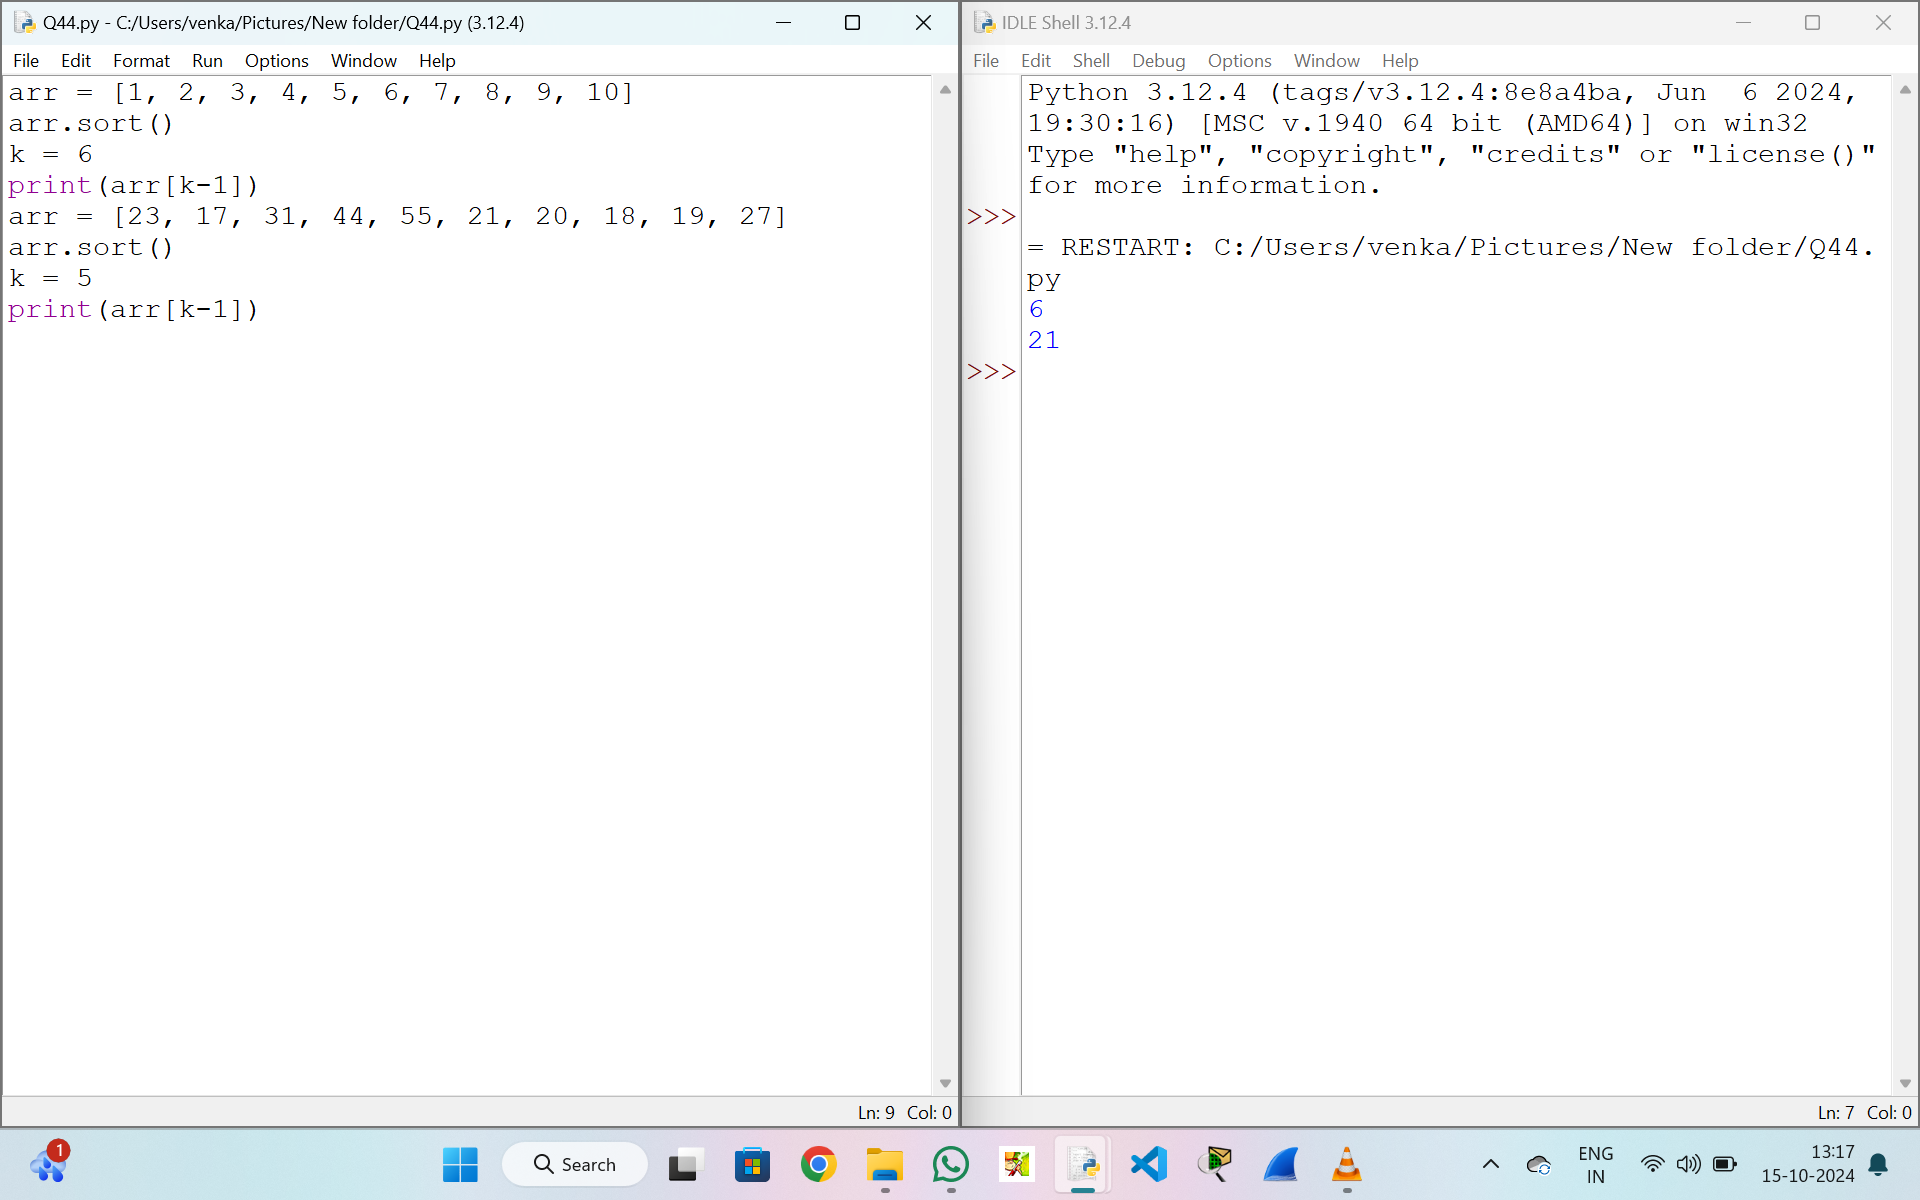 Q44.py - C:/Users/venka/Pictures/New folder/Q44.py (3.12.4)
File Edit Format Run Options Window Help
arr = [1, 2, 3, 4, 5, 6, 7, 8, 9, 10]
arr.sort()
k = 6
print(arr[k-1])
arr = [23, 17, 31, 44, 55, 21, 20, 18, 19, 27]
arr.sort()
k = 5
print(arr[k-1])
Ln: 9 Col: 0
IDLE Shell 3.12.4
File Edit Shell Debug Options Window Help
Python 3.12.4 (tags/v3.12.4:8e8a4ba, Jun  6 2024,
19:30:16) [MSC v.1940 64 bit (AMD64)] on win32
Type "help", "copyright", "credits" or "license()"
for more information.
>>>
= RESTART: C:/Users/venka/Pictures/New folder/Q44.
py
6
21
>>>
Ln: 7 Col: 0
1
Search
ENG
IN
13:17
15-10-2024